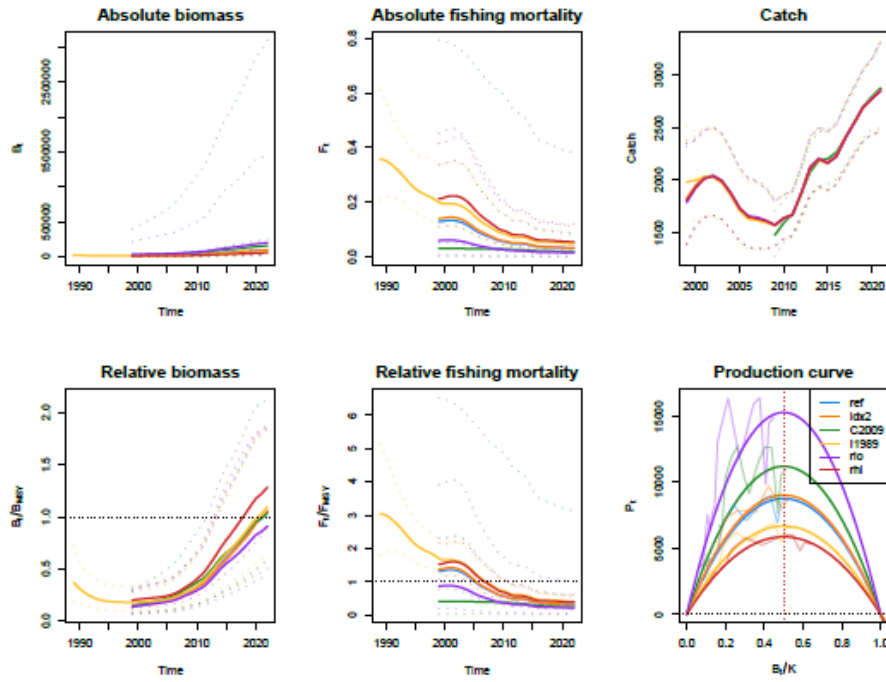 Absolute biomass
Bt
0
500000
1500000
2500000
1990
2000
2010
2020
Time
Absolute fishing mortality
Ft
0.0
0.2
0.4
0.6
0.8
1990
2000
2010
2020
Time
Catch
Catch
1500
2000
2500
3000
2000
2005
2010
2015
2020
Time
Relative biomass
Bt/BMSY
0.0
0.5
1.0
1.5
2.0
1990
2000
2010
2020
Time
Relative fishing mortality
Ft/FMSY
0
1
2
3
4
5
6
1990
2000
2010
2020
Time
Production curve
Pt
0
5000
10000
15000
ref
idx2
C2009
I1989
rlo
rhi
0.0
0.2
0.4
0.6
0.8
1.0
Bt/K